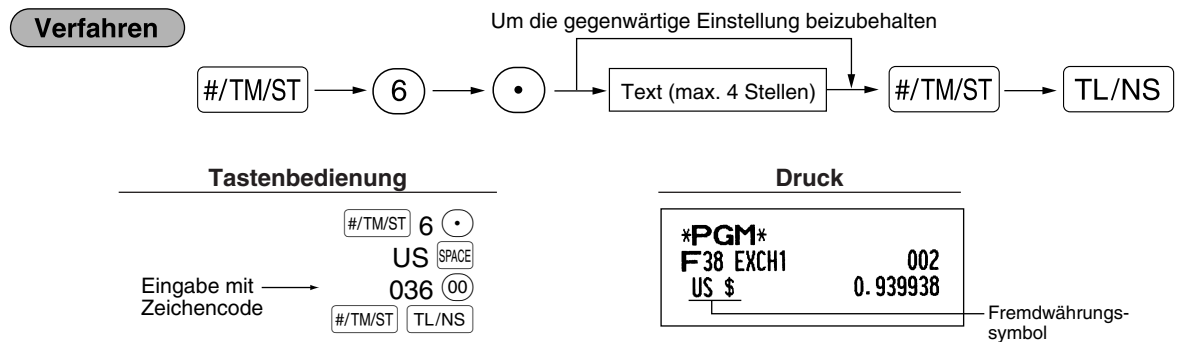 Verfahren
Um die gegenwärtige Einstellung beizubehalten
#/TM/ST 6 • Text (max. 4 Stellen) #/TM/ST TL/NS
Tastenbedienung
#/TM/ST 6 •
US SPACE
Eingabe mit
Zeichencode
036 00
#/TM/ST TL/NS
Druck
*PGM*
F38 EXCH1 002
US $ 0.939938
Fremdwährungs-
symbol